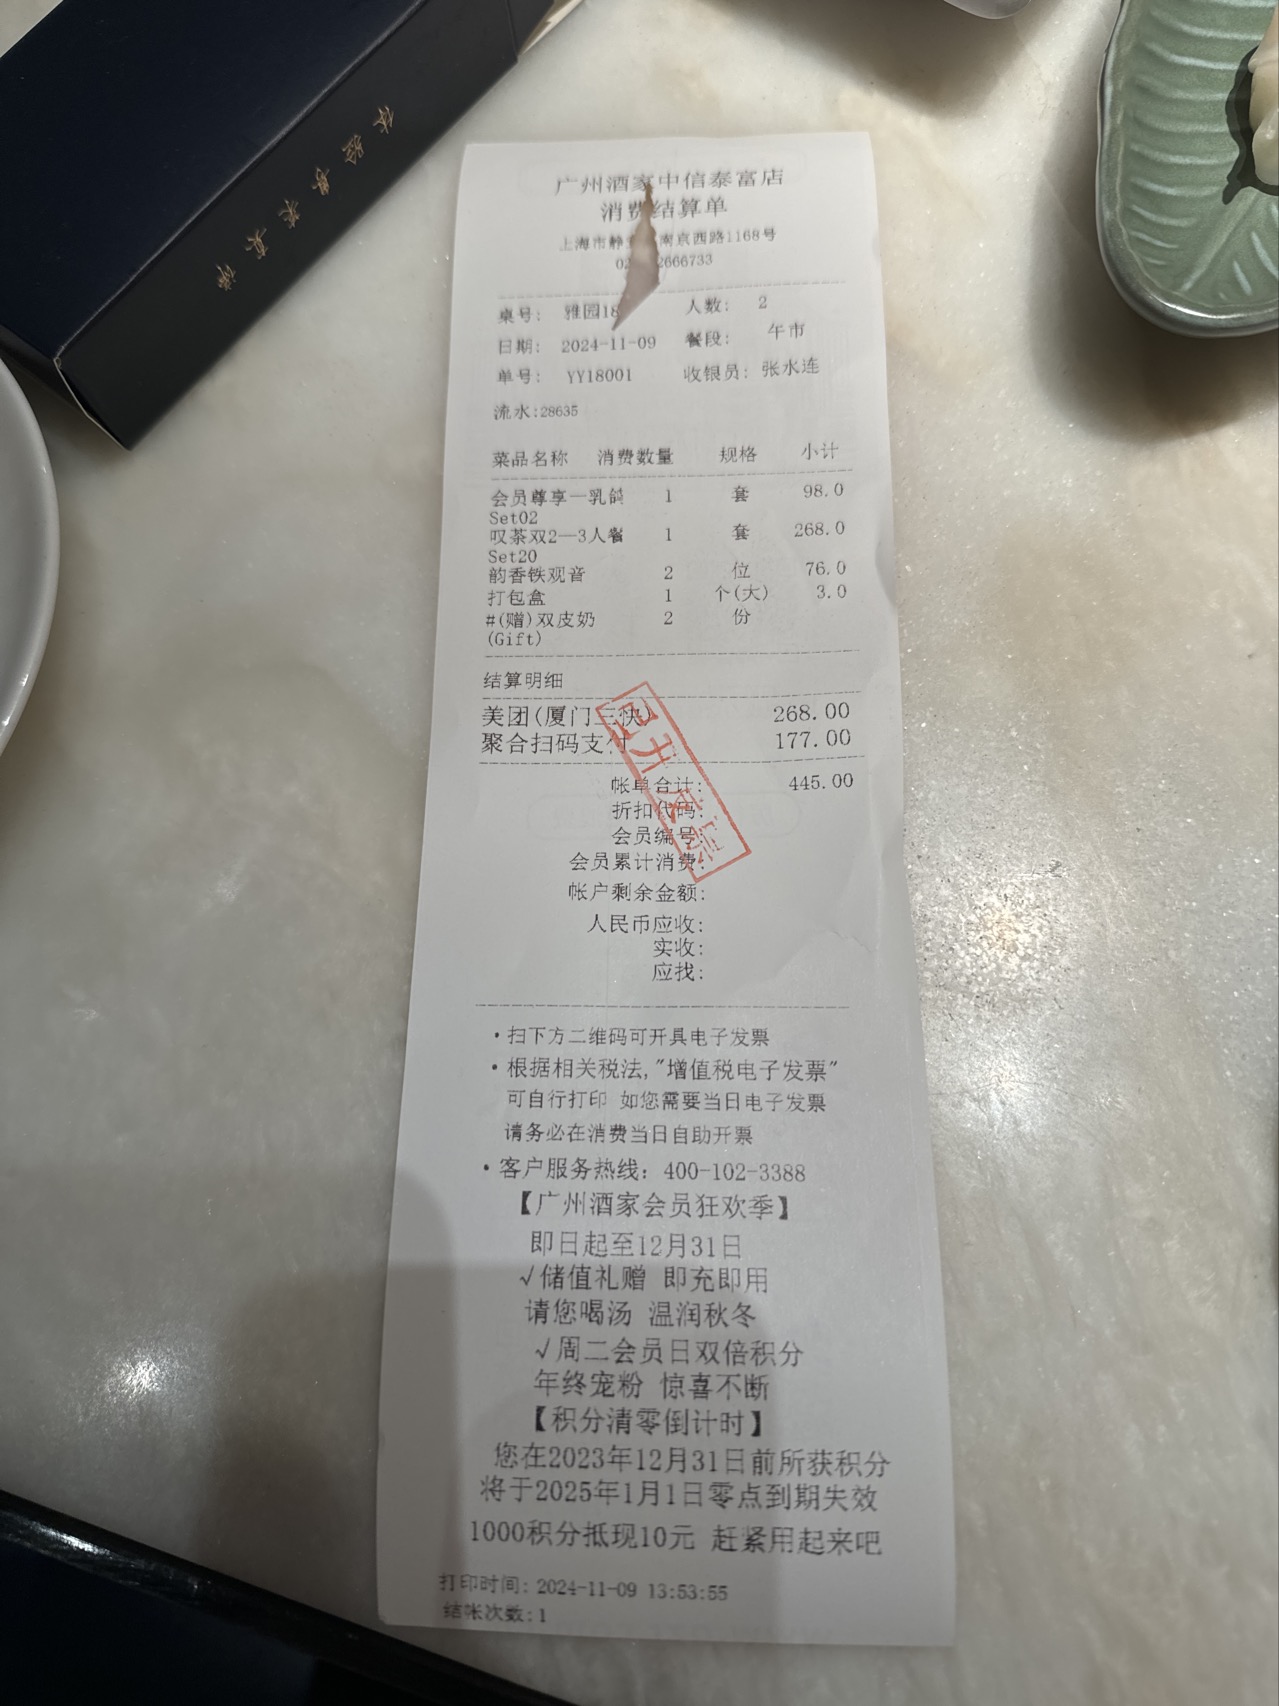 广州酒家中信泰富店
消费结算单
上海市静 南京西路1168号
02 2666733
桌号: 雅园18 人数: 2
日期: 2024-11-09 餐段: 午市
单号: YY18001 收银员: 张水连
流水:28635
菜品名称 消费数量 规格 小计
会员尊享一乳鸽 1 套 98.0
Set02
叹茶双2—3人餐 1 套 268.0
Set20
韵香铁观音 2 位 76.0
打包盒 1 个(大) 3.0
#(赠)双皮奶 2 份
(Gift)
结算明细
美团(厦门三快) 268.00
聚合扫码支付 177.00
已开发票
帐单合计: 445.00
折扣代码:
会员编号:
会员累计消费:
帐户剩余金额:
人民币应收:
实收:
应找:
·扫下方二维码可开具电子发票
·根据相关税法,"增值税电子发票"
可自行打印 如您需要当日电子发票
请务必在消费当日自助开票
·客户服务热线: 400-102-3388
【广州酒家会员狂欢季】
即日起至12月31日
√储值礼赠 即充即用
请您喝汤 温润秋冬
√周二会员日双倍积分
年终宠粉 惊喜不断
【积分清零倒计时】
您在2023年12月31日前所获积分
将于2025年1月1日零点到期失效
1000积分抵现10元 赶紧用起来吧
打印时间: 2024-11-09 13:53:55
结帐次数:1